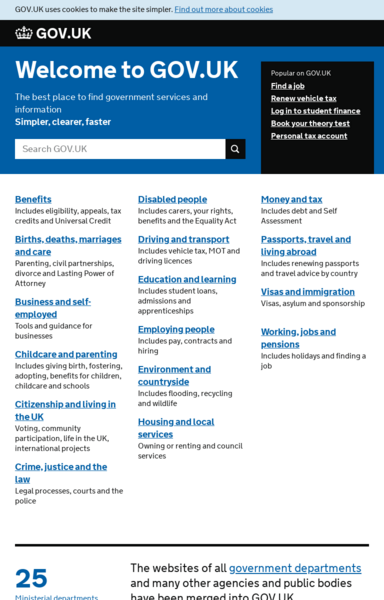 GOV.UK uses cookies to make the site simpler. Find out more about cookies
GOV.UK
Welcome to GOV.UK
The best place to find government services and
information
Simpler, clearer, faster
Search GOV.UK
Popular on GOV.UK
Find a job
Renew vehicle tax
Log in to student finance
Book your theory test
Personal tax account
Benefits
Includes eligibility, appeals, tax
credits and Universal Credit
Births, deaths, marriages
and care
Parenting, civil partnerships,
divorce and Lasting Power of
Attorney
Business and self-
employed
Tools and guidance for
businesses
Childcare and parenting
Includes giving birth, fostering,
adopting, benefits for children,
childcare and schools
Citizenship and living in
the UK
Voting, community
participation, life in the UK,
international projects
Crime, justice and the
law
Legal processes, courts and the
police
Disabled people
Includes carers, your rights,
benefits and the Equality Act
Driving and transport
Includes vehicle tax, MOT and
driving licences
Education and learning
Includes student loans,
admissions and
apprenticeships
Employing people
Includes pay, contracts and
hiring
Environment and
countryside
Includes flooding, recycling
and wildlife
Housing and local
services
Owning or renting and council
services
Money and tax
Includes debt and Self
Assessment
Passports, travel and
living abroad
Includes renewing passports
and travel advice by country
Visas and immigration
Visas, asylum and sponsorship
Working, jobs and
pensions
Includes holidays and finding a
job
25
Ministerial departments
The websites of all government departments
and many other agencies and public bodies
have been merged into GOV.UK